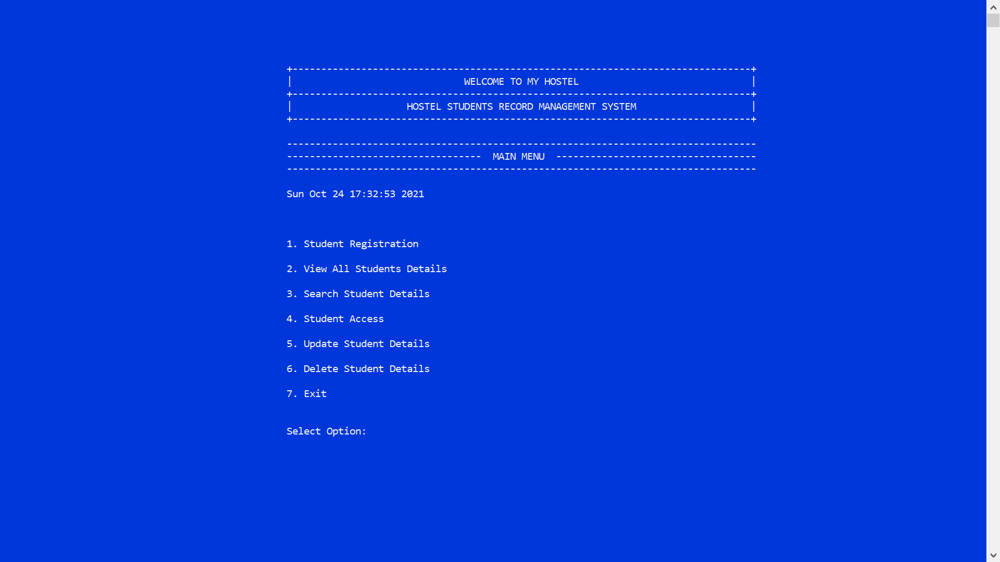 +--------------------------------------------------------------------------------+
|                              WELCOME TO MY HOSTEL                              |
+--------------------------------------------------------------------------------+
|                    HOSTEL STUDENTS RECORD MANAGEMENT SYSTEM                    |
+--------------------------------------------------------------------------------+
----------------------------------------------------------------------------------
----------------------------------  MAIN MENU  -----------------------------------
----------------------------------------------------------------------------------
Sun Oct 24 17:32:53 2021
1. Student Registration
2. View All Students Details
3. Search Student Details
4. Student Access
5. Update Student Details
6. Delete Student Details
7. Exit
Select Option: